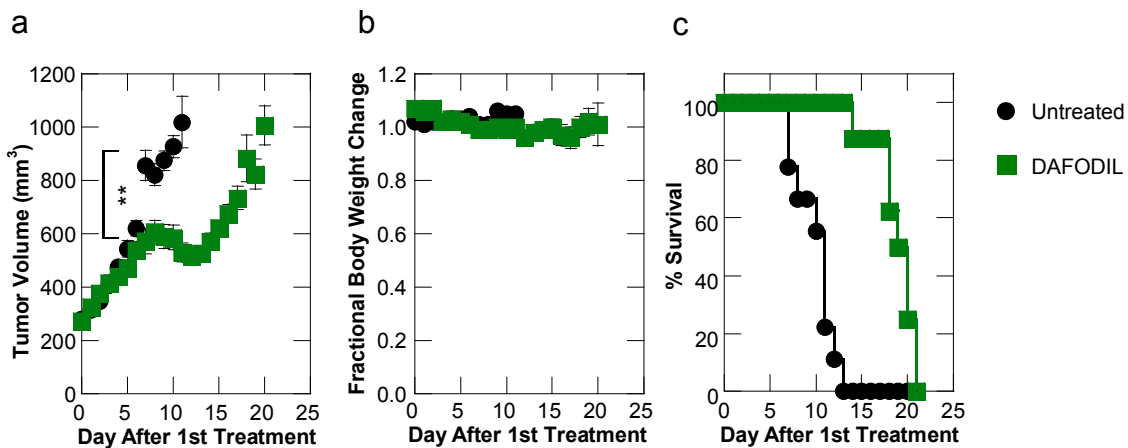 a
b
c
Tumor Volume (mm³)
1200
1000
800
600
400
200
0
**
0 5 10 15 20 25
Day After 1st Treatment
Fractional Body Weight Change
1.2
1.0
0.8
0.6
0.4
0.2
0.0
0 5 10 15 20 25
Day After 1st Treatment
% Survival
100
80
60
40
20
0
0 5 10 15 20 25
Day After 1st Treatment
Untreated
DAFODIL